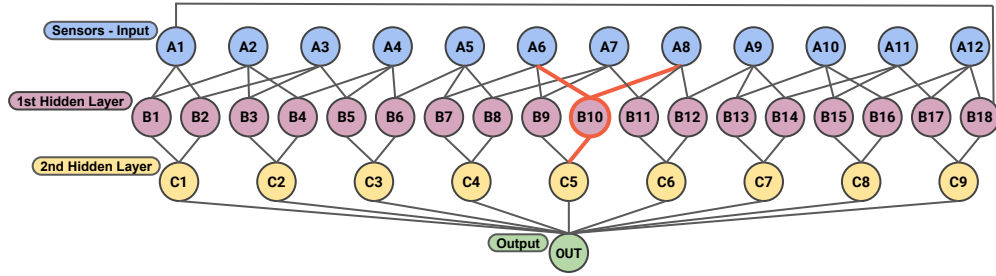 Sensors - Input
A1 A2 A3 A4 A5 A6 A7 A8 A9 A10 A11 A12
1st Hidden Layer
B1 B2 B3 B4 B5 B6 B7 B8 B9 B10 B11 B12 B13 B14 B15 B16 B17 B18
2nd Hidden Layer
C1 C2 C3 C4 C5 C6 C7 C8 C9
Output
OUT